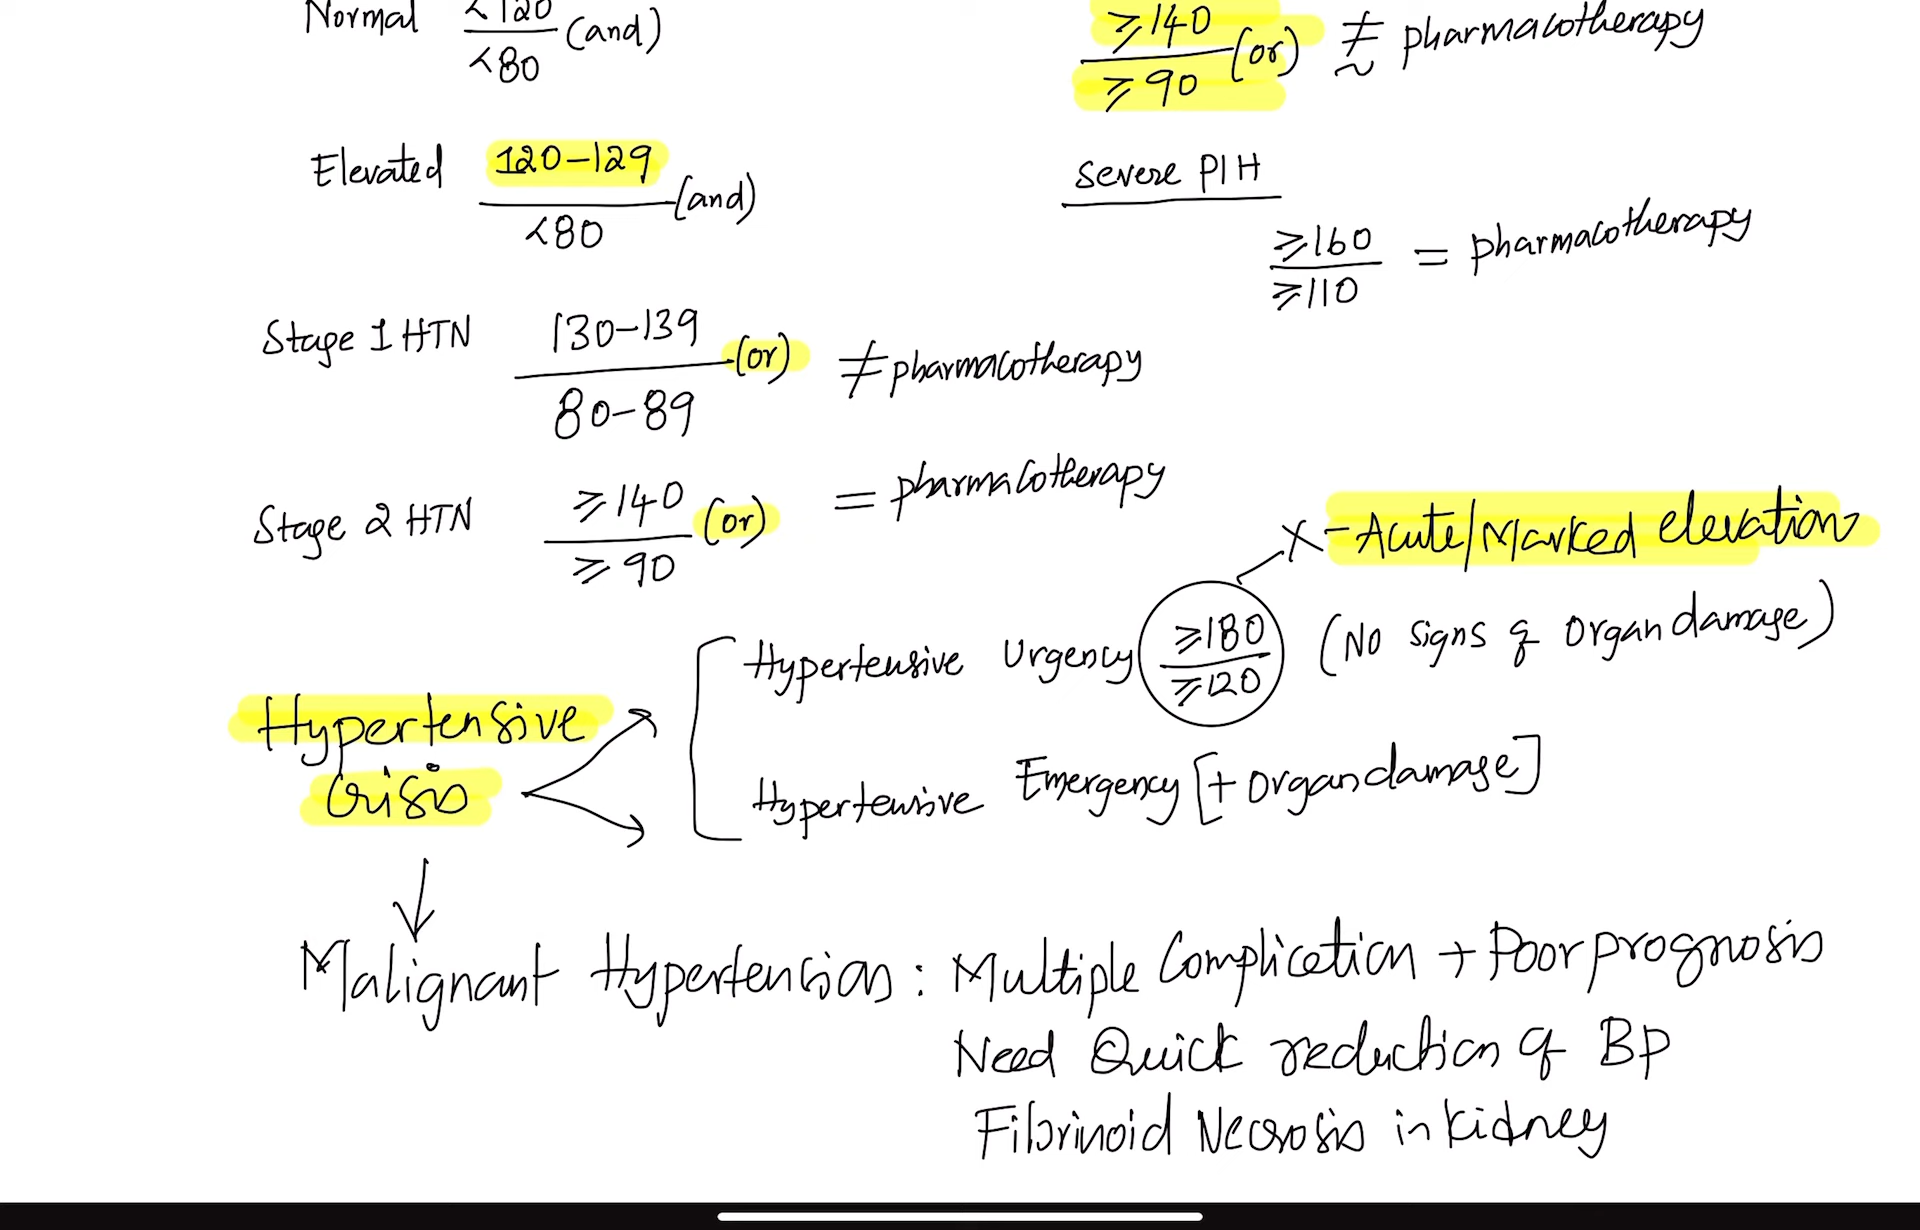 Normal <120 (and)
<80
≥140 (or) ≠ pharmacotherapy
≥90
Elevated 120-129 (and)
<80
severe PIH
≥160 = pharmacotherapy
≥110
Stage 1 HTN 130-139 (or) ≠ pharmacotherapy
80-89
Stage 2 HTN ≥140 (or) = pharmacotherapy
≥90
X - Acute/Marked elevation
Hypertensive Urgency ≥180 (No signs of organ damage)
≥120
Hypertensive
Crisis
Hypertensive Emergency [+ organ damage]
Malignant Hypertension: Multiple Complication + Poor prognosis
Need Quick reduction of BP
Fibrinoid Necrosis in kidney